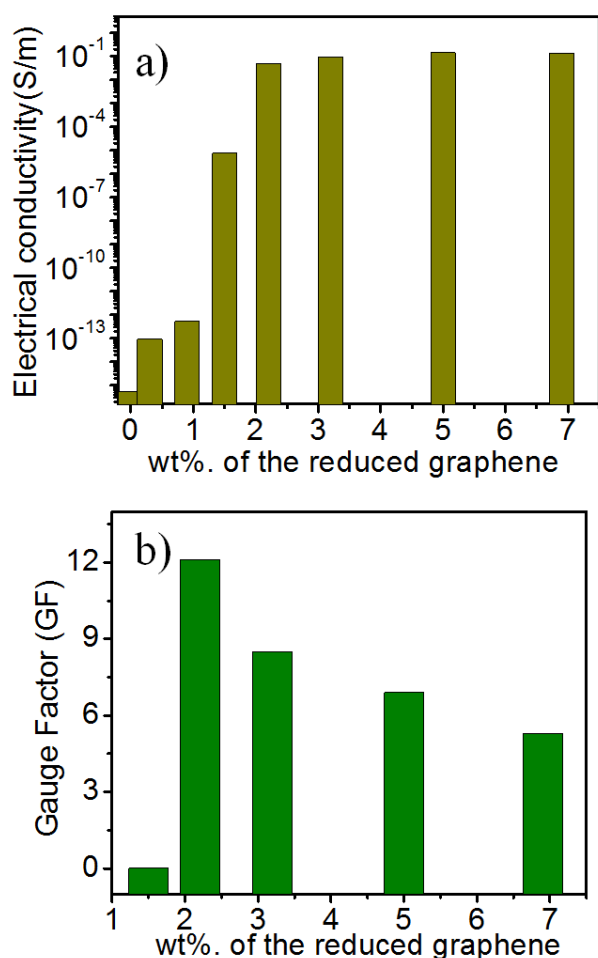 a)
Electrical conductivity(S/m)
10⁻¹
10⁻⁴
10⁻⁷
10⁻¹⁰
10⁻¹³
0 1 2 3 4 5 6 7
wt%. of the reduced graphene
b)
Gauge Factor (GF)
12
9
6
3
0
1 2 3 4 5 6 7
wt%. of the reduced graphene